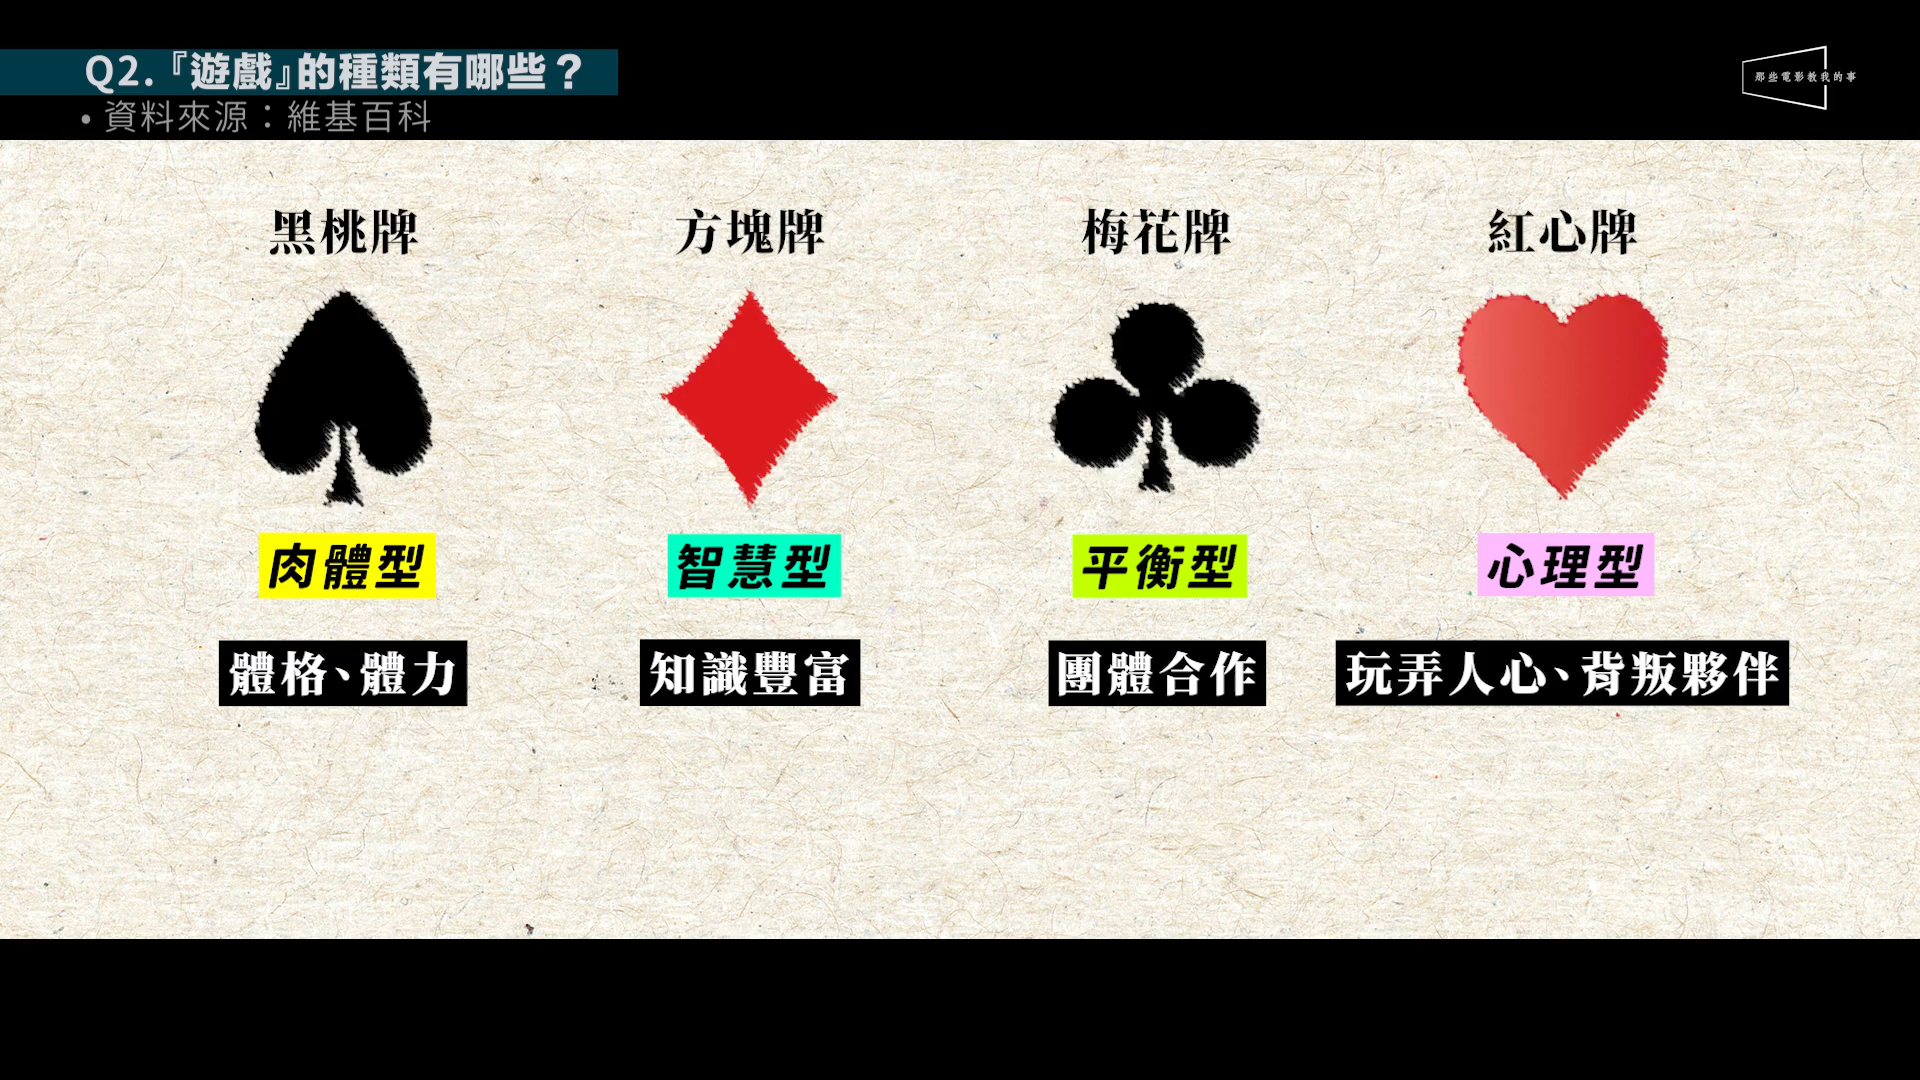 Q2.『遊戲』的種類有哪些？
• 資料來源：維基百科
那些電影教我的事
黑桃牌
方塊牌
梅花牌
紅心牌
肉體型
智慧型
平衡型
心理型
體格、體力
知識豐富
團體合作
玩弄人心、背叛夥伴